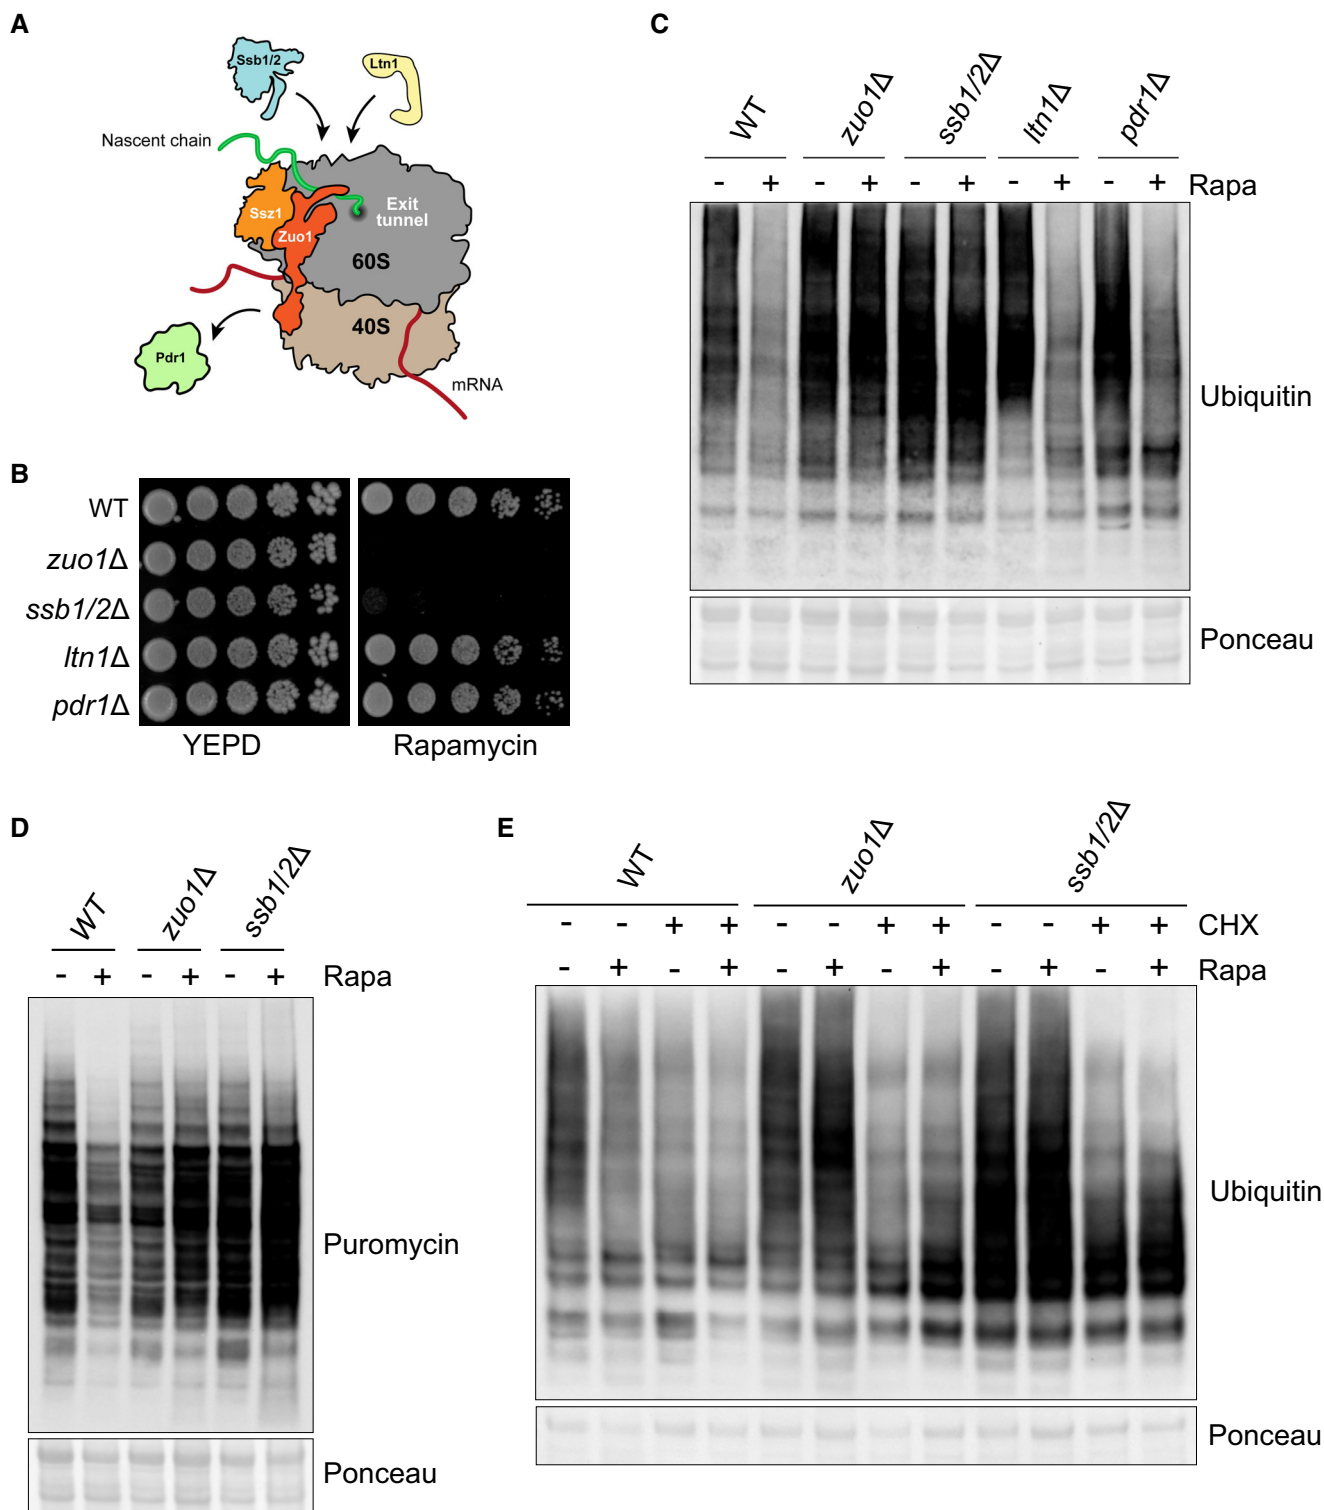 A
Ssb1/2
Ltn1
Nascent chain
Ssz1
Zuo1
Exit
tunnel
60S
40S
Pdr1
mRNA
B
WT
zuo1Δ
ssb1/2Δ
ltn1Δ
pdr1Δ
YEPD
Rapamycin
C
WT
zuo1Δ
ssb1/2Δ
ltn1Δ
pdr1Δ
- + - + - + - + - + Rapa
Ubiquitin
Ponceau
D
WT
zuo1Δ
ssb1/2Δ
- + - + - + Rapa
Puromycin
Ponceau
E
WT
zuo1Δ
ssb1/2Δ
- - + + - - + + - - + + CHX
- + - + - + - + - + - + Rapa
Ubiquitin
Ponceau